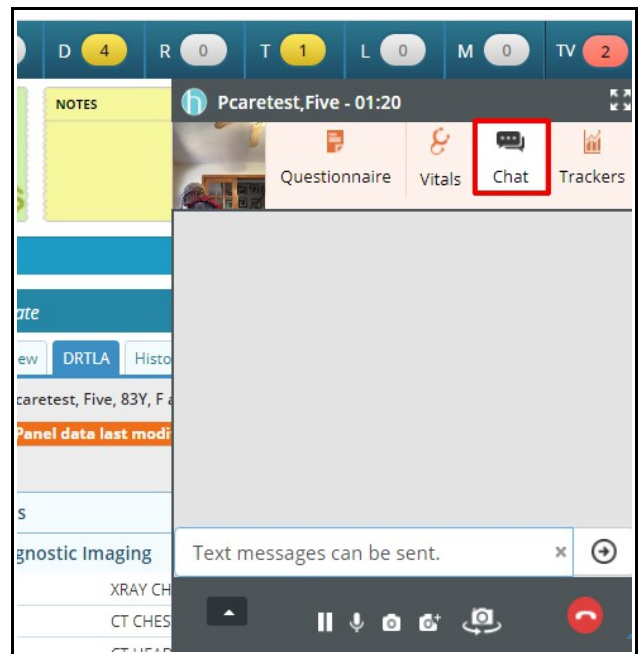 D 4 R 0 T 1 L 0 M 0 TV 2
NOTES
Pcaretest,Five - 01:20
Questionnaire Vitals Chat Trackers
ate
ew DRTLA Histo
caretest, Five, 83Y, F a
Panel data last modi
s
gnostic Imaging
XRAY CH
CT CHES
CT HEAD
Text messages can be sent.